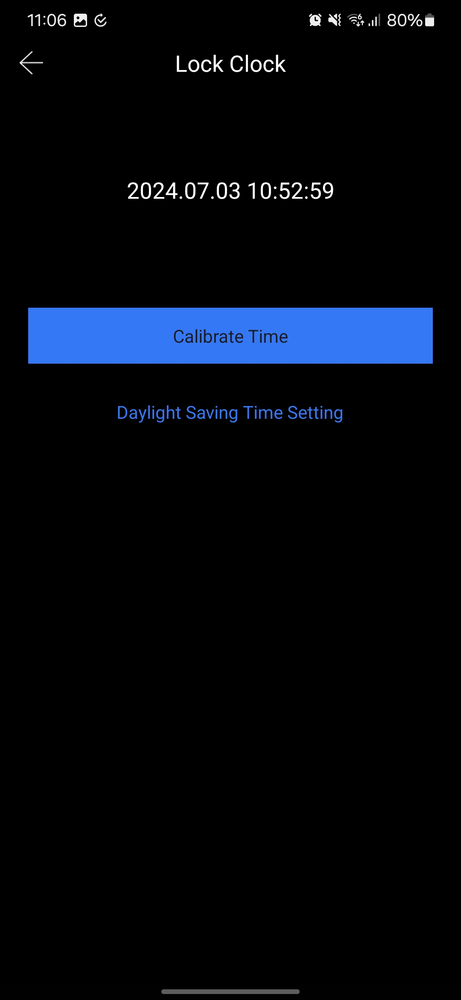 11:06 80%
Lock Clock
2024.07.03 10:52:59
Calibrate Time
Daylight Saving Time Setting